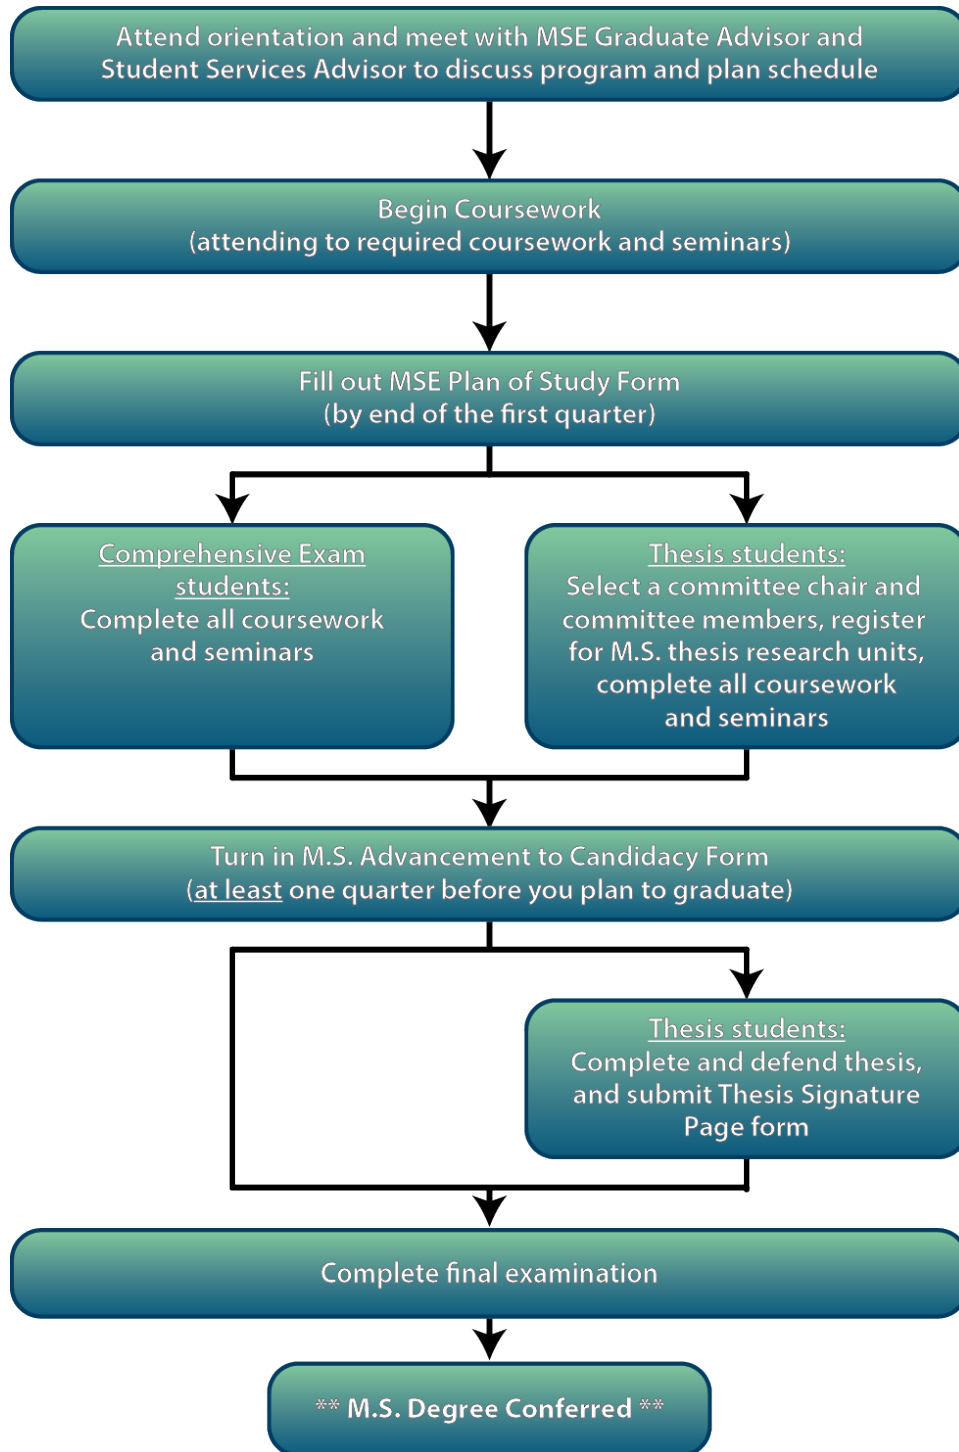 Attend orientation and meet with MSE Graduate Advisor and
Student Services Advisor to discuss program and plan schedule
Begin Coursework
(attending to required coursework and seminars)
Fill out MSE Plan of Study Form
(by end of the first quarter)
Comprehensive Exam
students:
Complete all coursework
and seminars
Thesis students:
Select a committee chair and
committee members, register
for M.S. thesis research units,
complete all coursework
and seminars
Turn in M.S. Advancement to Candidacy Form
(at least one quarter before you plan to graduate)
Thesis students:
Complete and defend thesis,
and submit Thesis Signature
Page form
Complete final examination
** M.S. Degree Conferred **